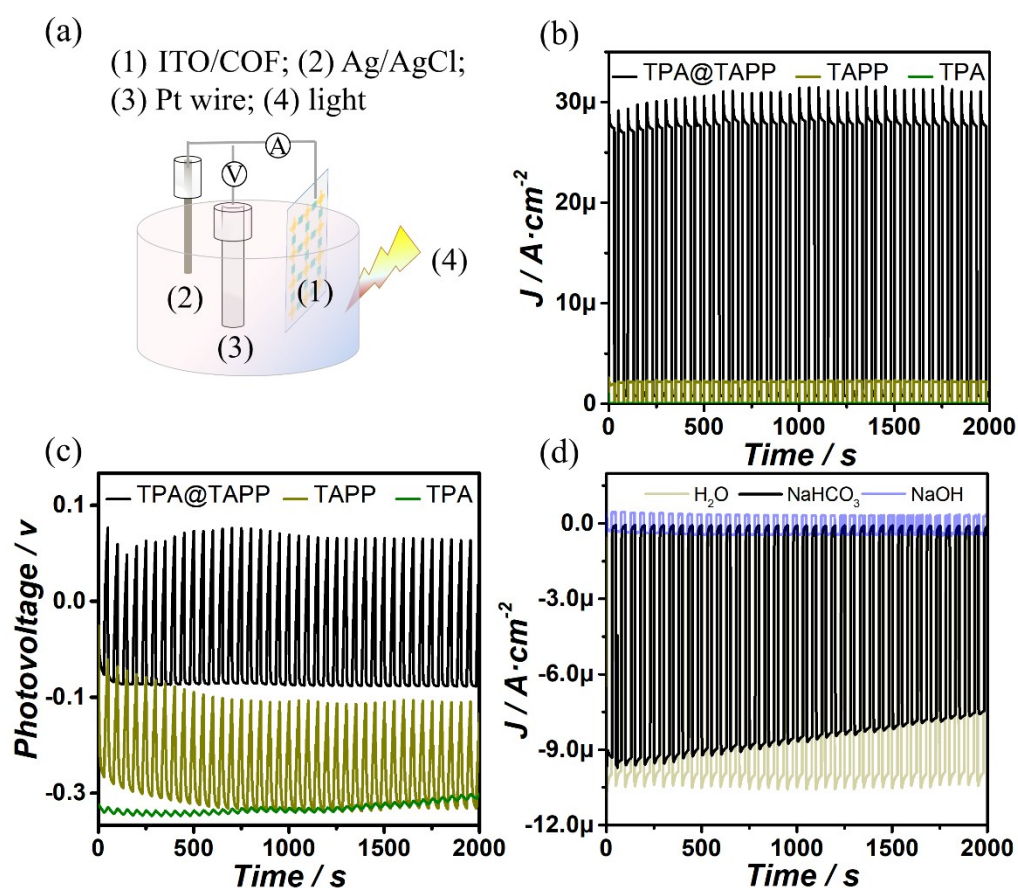 (a)
(1) ITO/COF; (2) Ag/AgCl;
(3) Pt wire; (4) light
A
V
(1)
(2)
(3)
(4)
(b)
TPA@TAPP TAPP TPA
30µ
20µ
10µ
0
J / A·cm⁻²
0 500 1000 1500 2000
Time / s
(c)
TPA@TAPP TAPP TPA
0.1
0.0
-0.1
-0.3
Photovoltage / v
0 500 1000 1500 2000
Time / s
(d)
H₂O NaHCO₃ NaOH
0.0
-3.0µ
-6.0µ
-9.0µ
-12.0µ
J / A·cm⁻²
0 500 1000 1500 2000
Time / s